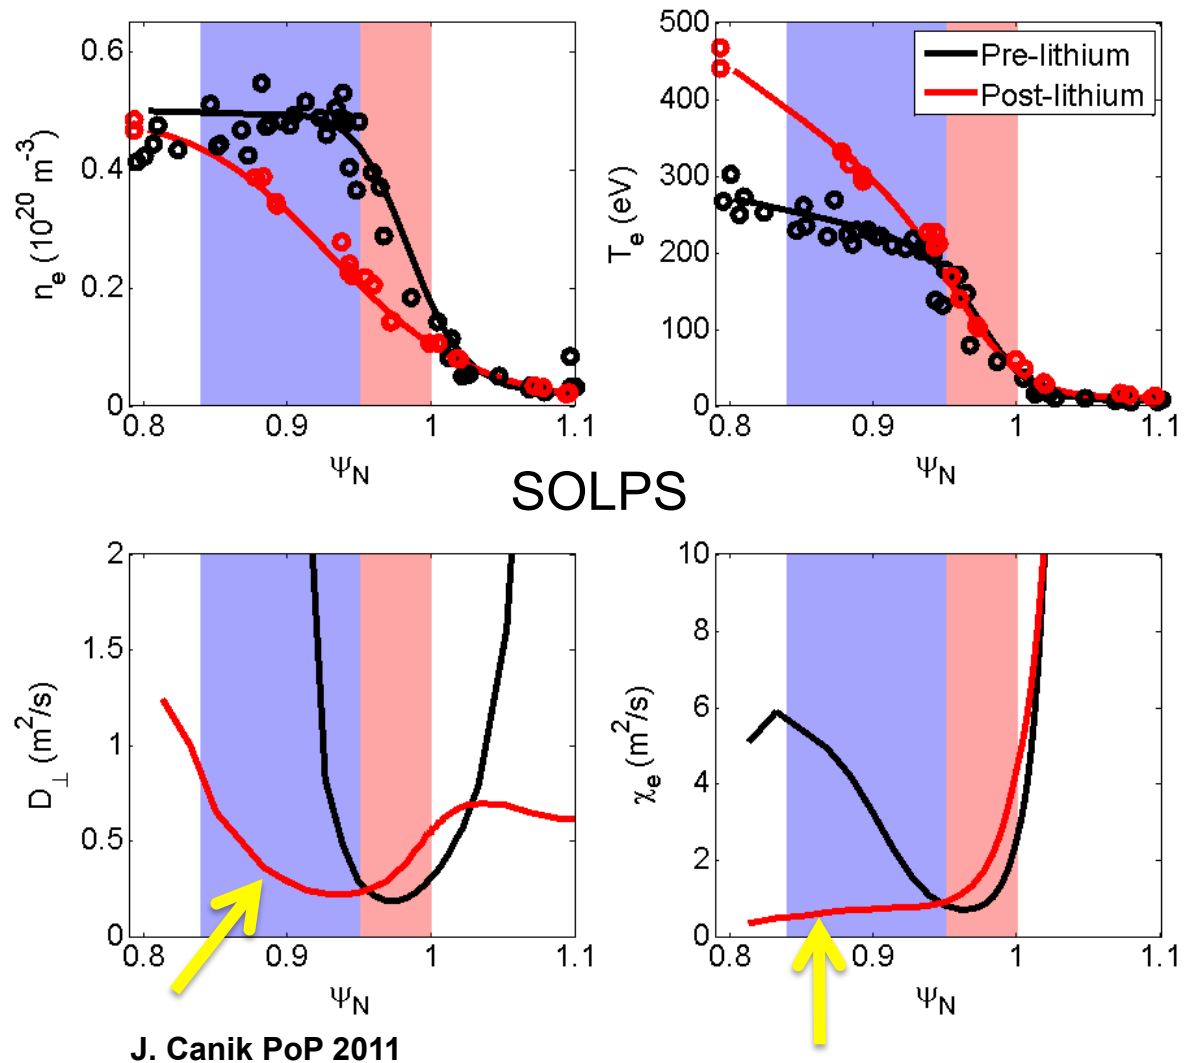 0.6
0.4
0.2
0
0.8 0.9 1 1.1
n_e (10^20 m^-3)
Ψ_N
500
400
300
200
100
0
0.8 0.9 1 1.1
T_e (eV)
Ψ_N
Pre-lithium
Post-lithium
SOLPS
2
1.5
1
0.5
0
0.8 0.9 1 1.1
D_⊥ (m^2/s)
Ψ_N
10
8
6
4
2
0
0.8 0.9 1 1.1
χ_e (m^2/s)
Ψ_N
J. Canik PoP 2011